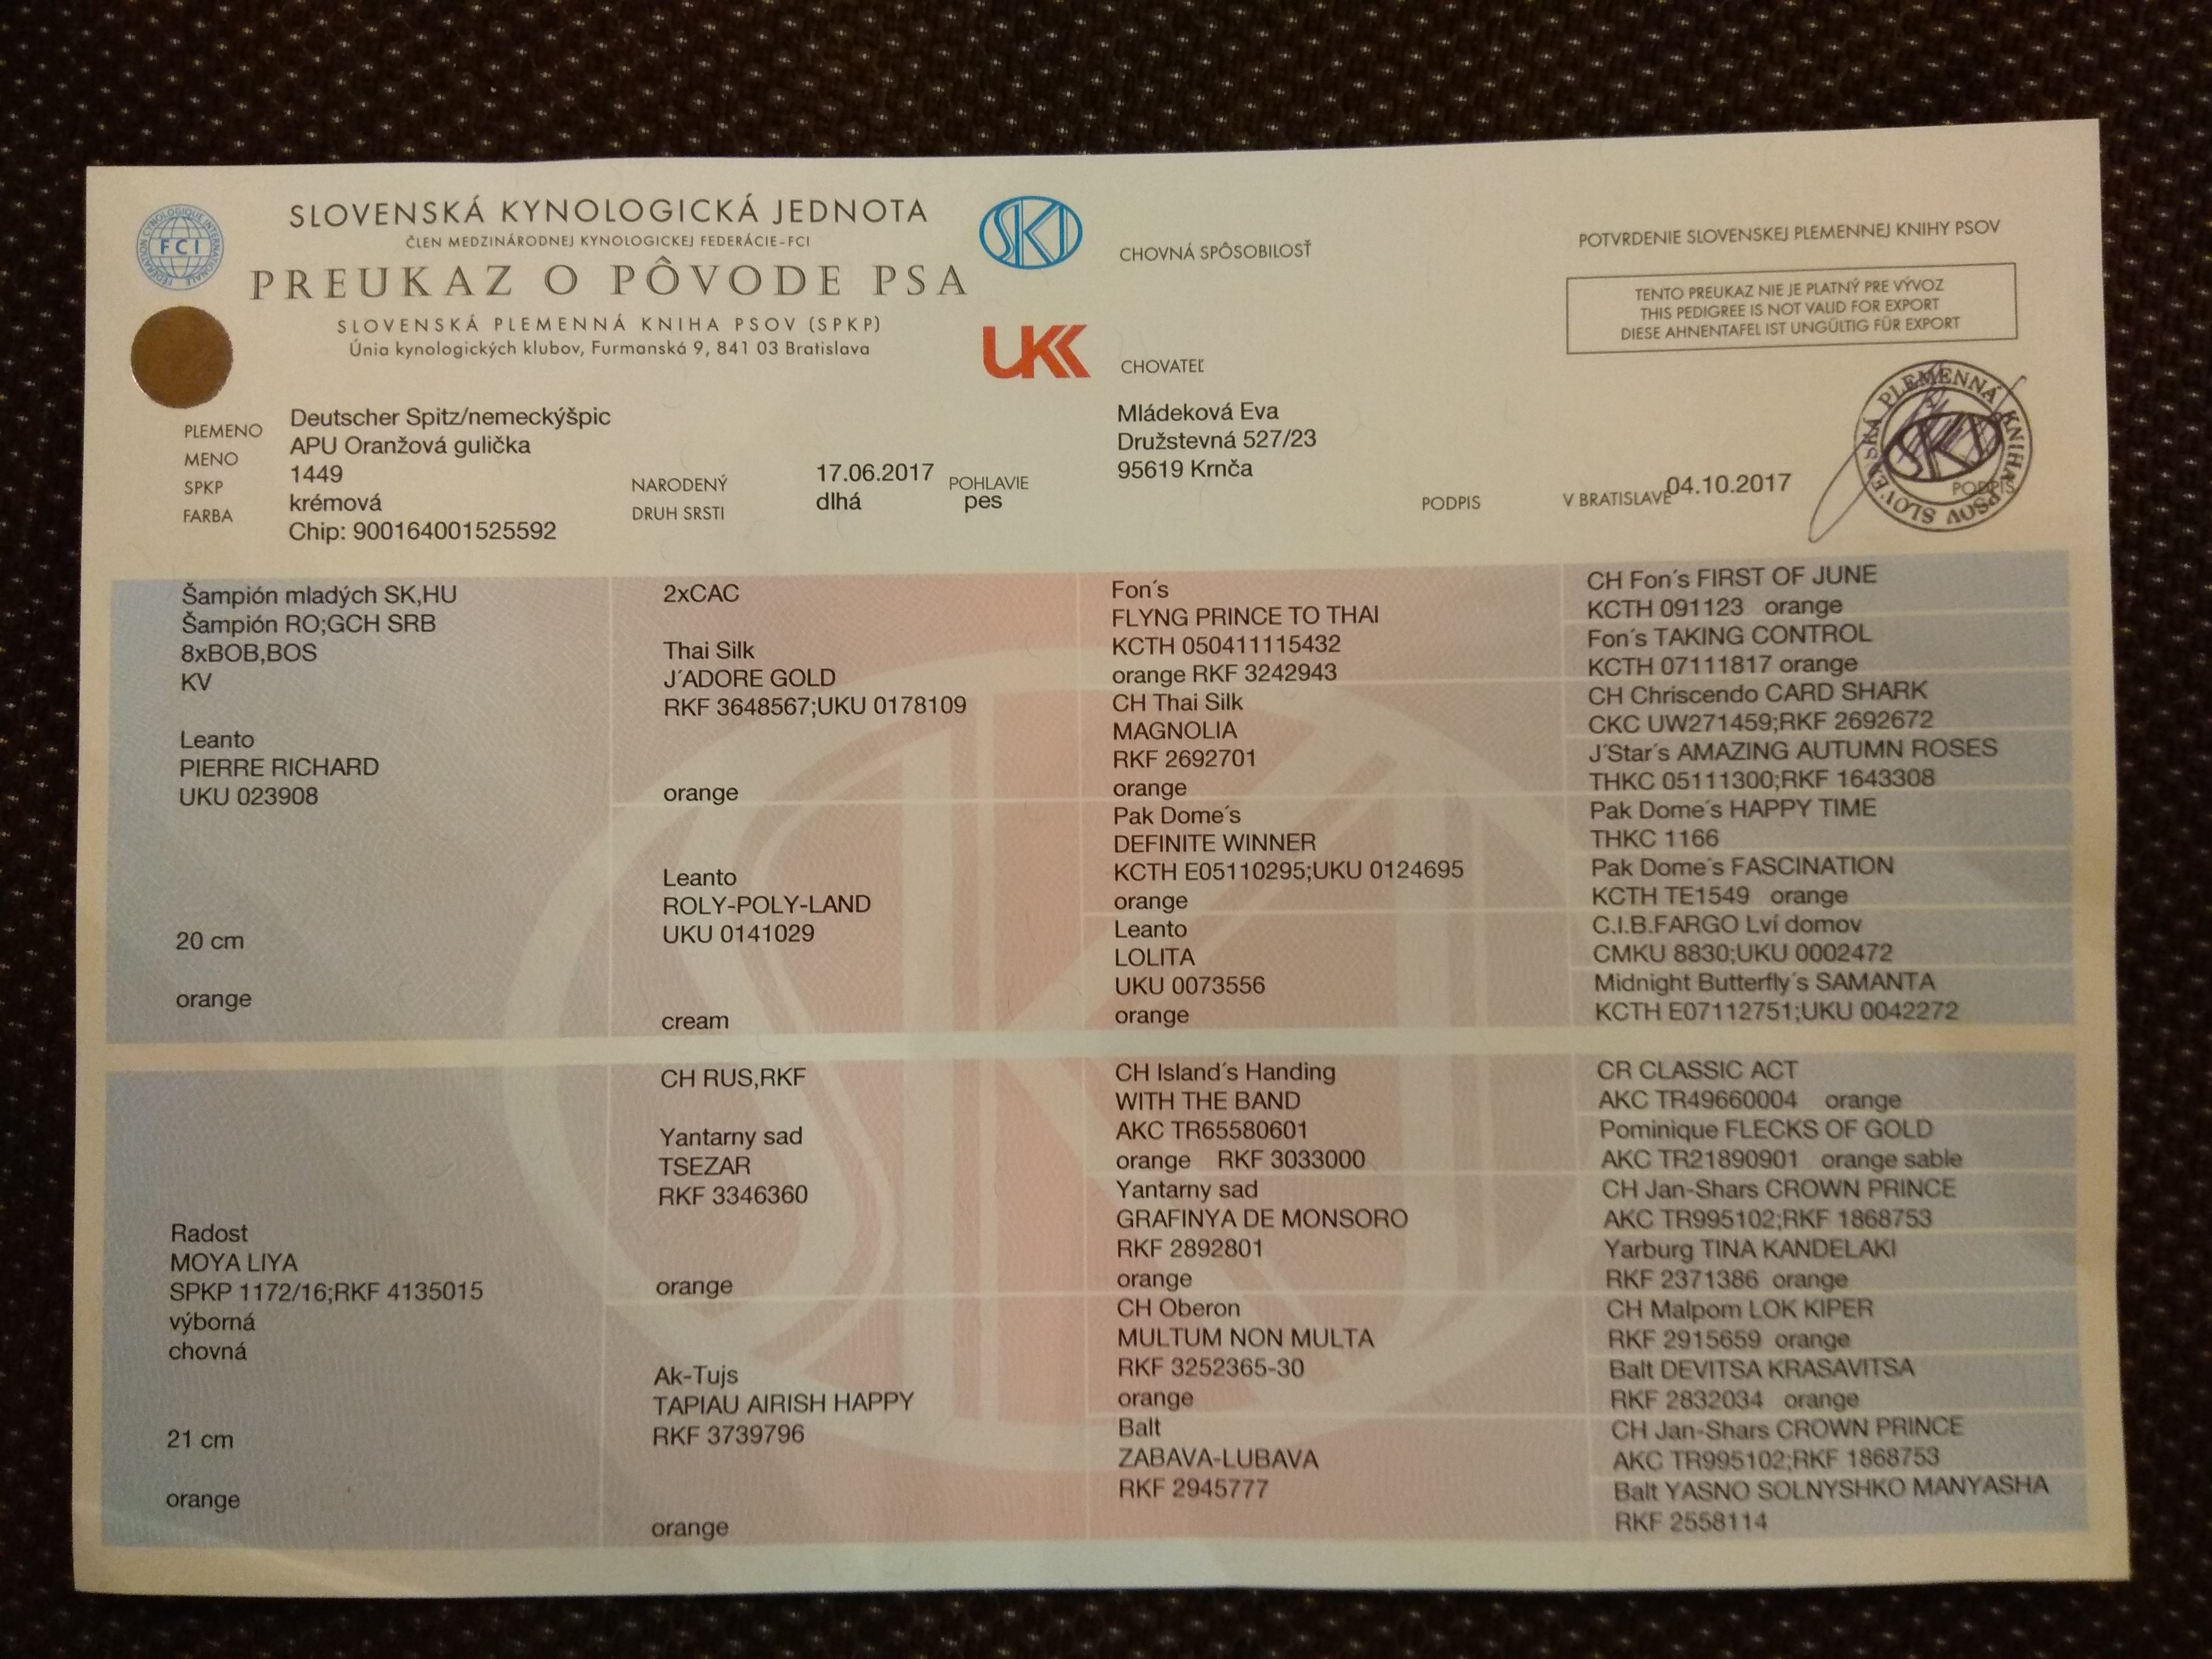 SLOVENSKÁ KYNOLOGICKÁ JEDNOTA
ČLEN MEDZINÁRODNEJ KYNOLOGICKEJ FEDERÁCIE-FCI
PREUKAZ O PÔVODE PSA
SLOVENSKÁ PLEMENNÁ KNIHA PSOV (SPKP)
Únia kynologických klubov, Furmanská 9, 841 03 Bratislava
FEDERATION CYNOLOGIQUE INTERNATIONALE
FCI
SKJ
UKK
CHOVNÁ SPÔSOBILOSŤ
POTVRDENIE SLOVENSKEJ PLEMENNEJ KNIHY PSOV
TENTO PREUKAZ NIE JE PLATNÝ PRE VÝVOZ
THIS PEDIGREE IS NOT VALID FOR EXPORT
DIESE AHNENTAFEL IST UNGÜLTIG FÜR EXPORT
CHOVATEĽ
Mládeková Eva
Družstevná 527/23
95619 Krnča
PLEMENO Deutscher Spitz/nemeckýšpic
MENO APU Oranžová gulička
SPKP 1449
FARBA krémová
Chip: 900164001525592
NARODENÝ 17.06.2017 POHLAVIE
DRUH SRSTI dlhá pes
PODPIS
V BRATISLAVE 04.10.2017
PODPIS
SLOVENSKÁ PLEMENNÁ KNIHA PSOV
SKJ
Šampión mladých SK,HU
Šampión RO;GCH SRB
8xBOB,BOS
KV
Leanto
PIERRE RICHARD
UKU 023908
20 cm
orange
2xCAC
Thai Silk
J´ADORE GOLD
RKF 3648567;UKU 0178109
orange
Leanto
ROLY-POLY-LAND
UKU 0141029
cream
Fon´s
FLYNG PRINCE TO THAI
KCTH 050411115432
orange RKF 3242943
CH Thai Silk
MAGNOLIA
RKF 2692701
orange
Pak Dome´s
DEFINITE WINNER
KCTH E05110295;UKU 0124695
orange
Leanto
LOLITA
UKU 0073556
orange
CH Fon´s FIRST OF JUNE
KCTH 091123 orange
Fon´s TAKING CONTROL
KCTH 07111817 orange
CH Chriscendo CARD SHARK
CKC UW271459;RKF 2692672
J´Star´s AMAZING AUTUMN ROSES
THKC 05111300;RKF 1643308
Pak Dome´s HAPPY TIME
THKC 1166
Pak Dome´s FASCINATION
KCTH TE1549 orange
C.I.B.FARGO Lví domov
CMKU 8830;UKU 0002472
Midnight Butterfly´s SAMANTA
KCTH E07112751;UKU 0042272
Radost
MOYA LIYA
SPKP 1172/16;RKF 4135015
výborná
chovná
21 cm
orange
CH RUS,RKF
Yantarny sad
TSEZAR
RKF 3346360
orange
Ak-Tujs
TAPIAU AIRISH HAPPY
RKF 3739796
orange
CH Island´s Handing
WITH THE BAND
AKC TR65580601
orange RKF 3033000
Yantarny sad
GRAFINYA DE MONSORO
RKF 2892801
orange
CH Oberon
MULTUM NON MULTA
RKF 3252365-30
orange
Balt
ZABAVA-LUBAVA
RKF 2945777
CR CLASSIC ACT
AKC TR49660004 orange
Pominique FLECKS OF GOLD
AKC TR21890901 orange sable
CH Jan-Shars CROWN PRINCE
AKC TR995102;RKF 1868753
Yarburg TINA KANDELAKI
RKF 2371386 orange
CH Malpom LOK KIPER
RKF 2915659 orange
Balt DEVITSA KRASAVITSA
RKF 2832034 orange
CH Jan-Shars CROWN PRINCE
AKC TR995102;RKF 1868753
Balt YASNO SOLNYSHKO MANYASHA
RKF 2558114